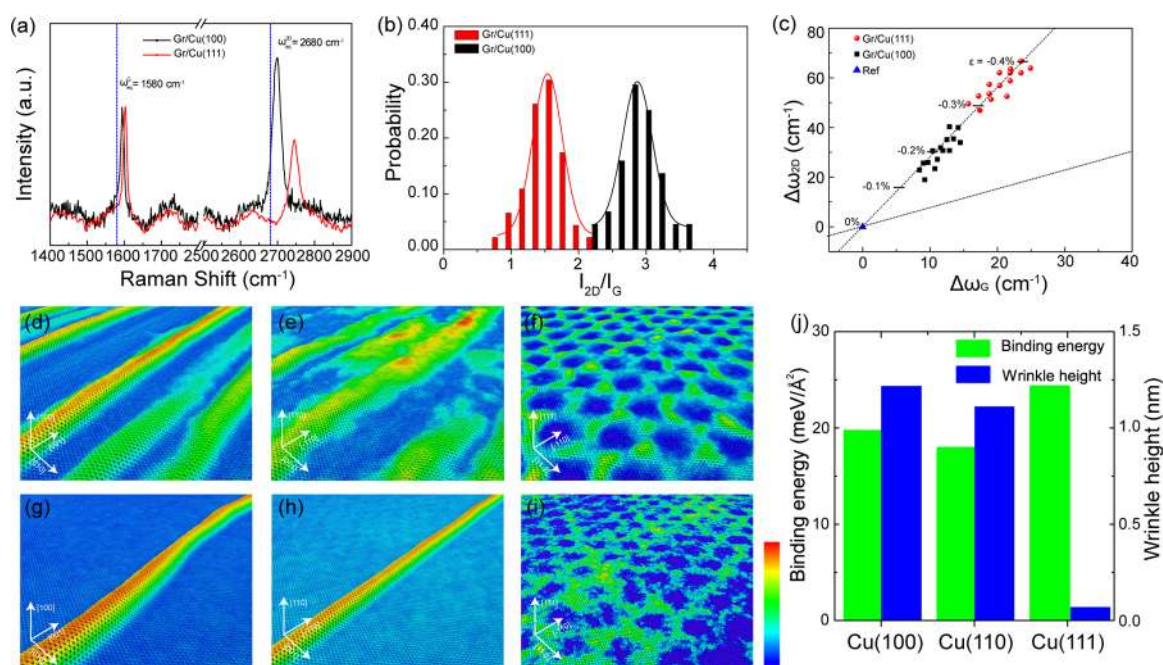 (a)
Gr/Cu(100)
Gr/Cu(111)
= 2680 cm⁻¹
= 1580 cm⁻¹
Intensity (a.u.)
1400 1500 1600 1700 2500 2600 2700 2800 2900
Raman Shift (cm⁻¹)
(b)
Gr/Cu(111)
Gr/Cu(100)
Probability
0.40
0.30
0.20
0.10
0.00
1 2 3 4
I2D/IG
(c)
Gr/Cu(111)
Gr/Cu(100)
Ref
ε = -0.4%
-0.3%
-0.2%
-0.1%
0%
Δω2D (cm⁻¹)
80
60
40
20
0
0 10 20 30 40
ΔωG (cm⁻¹)
(d)
(e)
(f)
[111]
(g)
[100]
(h)
[110]
(i)
[111]
(j)
Binding energy
Wrinkle height
Binding energy (meV/Å²)
30
20
10
0
Wrinkle height (nm)
1.5
1.0
0.5
0.0
Cu(100) Cu(110) Cu(111)